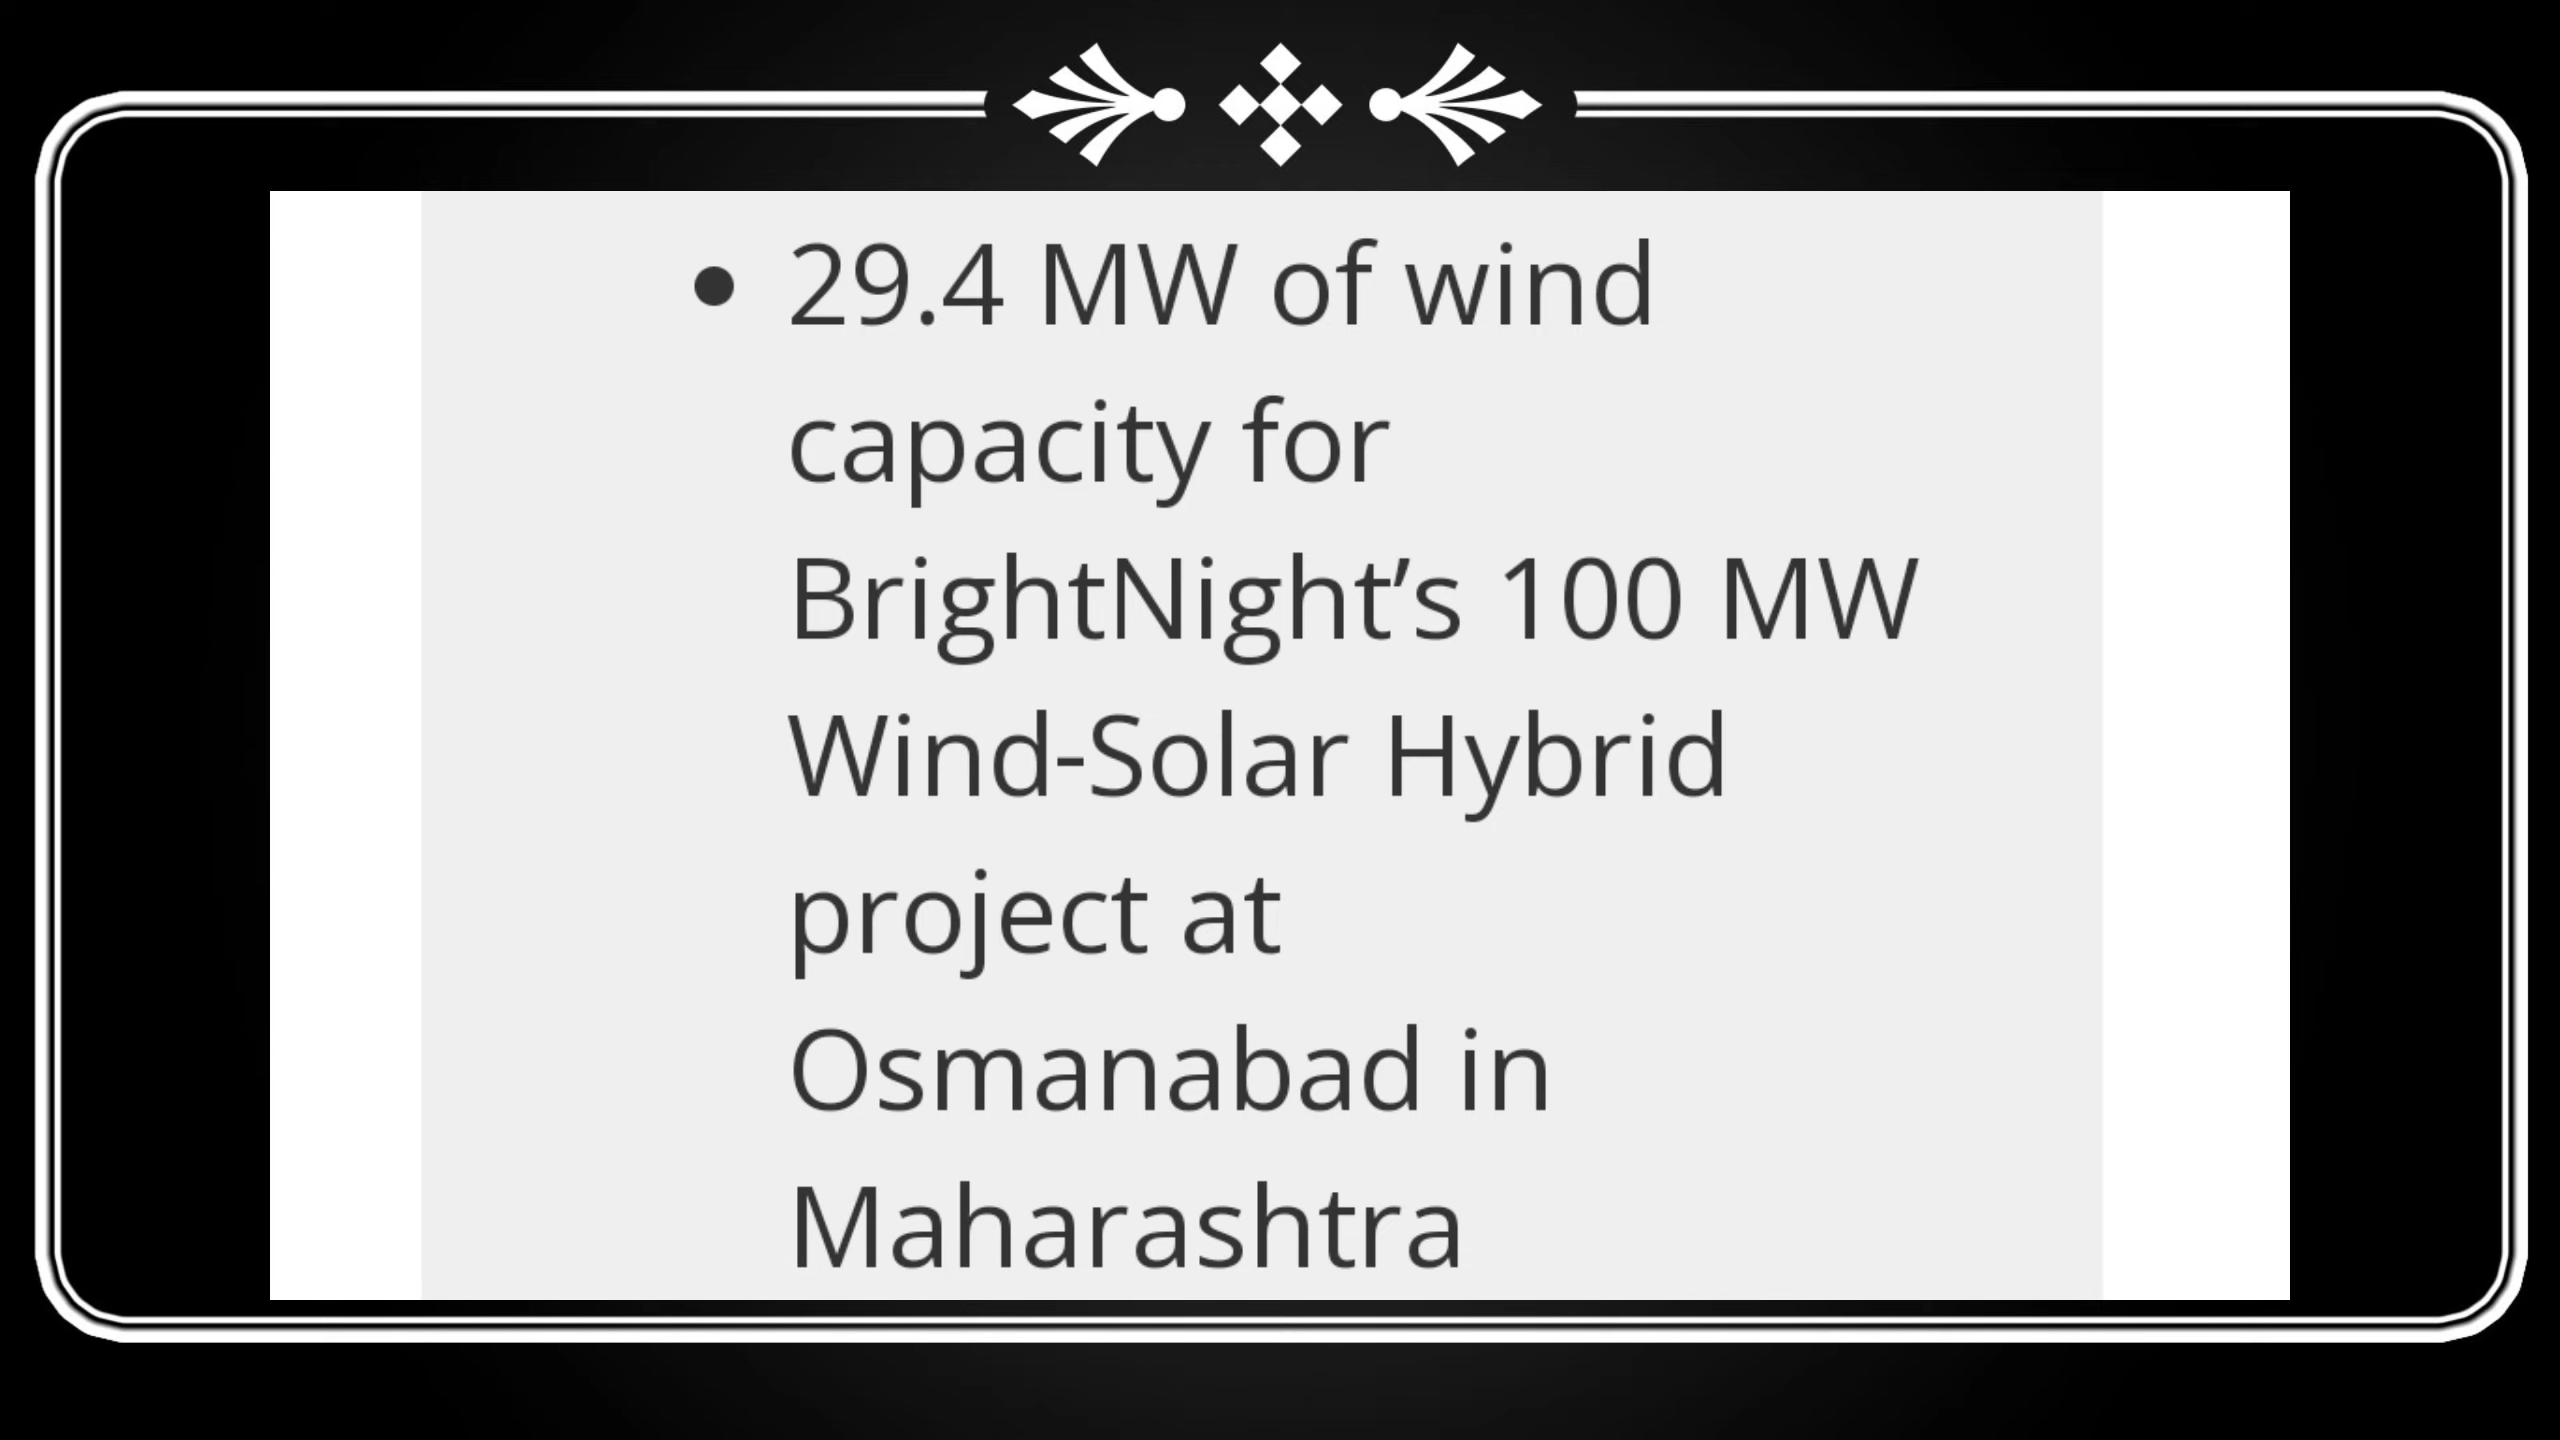 • 29.4 MW of wind
capacity for
BrightNight’s 100 MW
Wind-Solar Hybrid
project at
Osmanabad in
Maharashtra